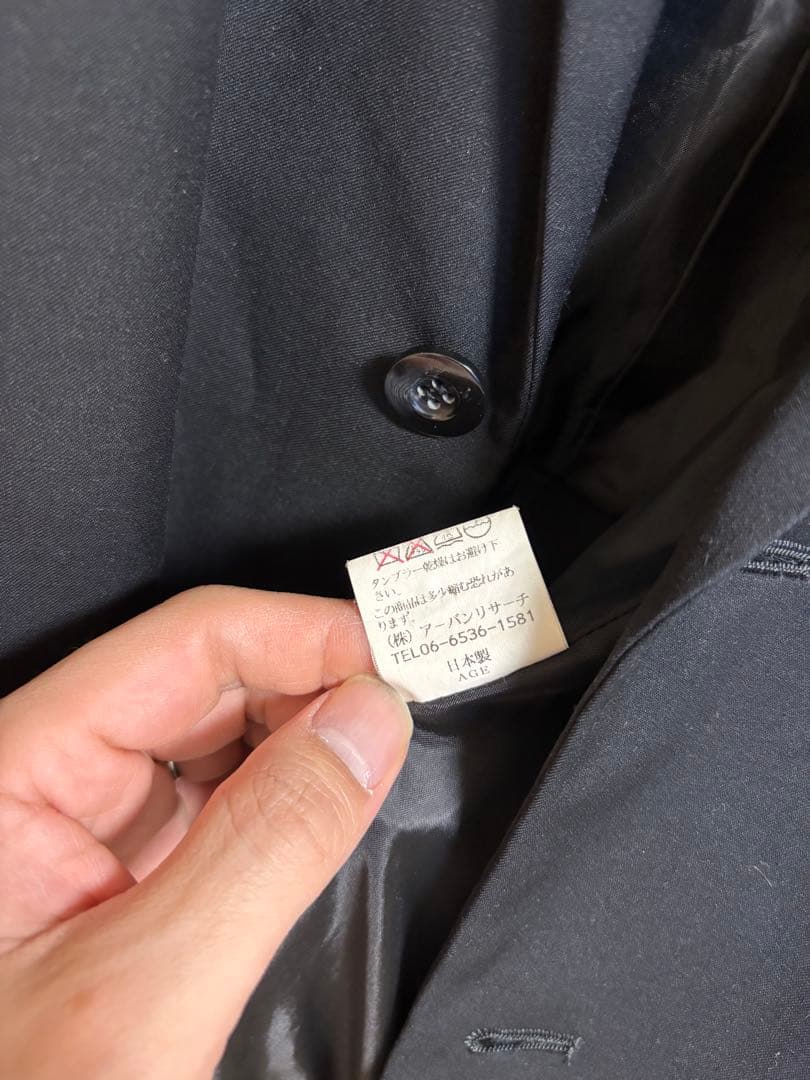 タンブラー乾燥はお避け下
さい。
この商品は多少縮む恐れがあ
ります。
(株) アーバンリサーチ
TEL06-6536-1581
日本製
AGE